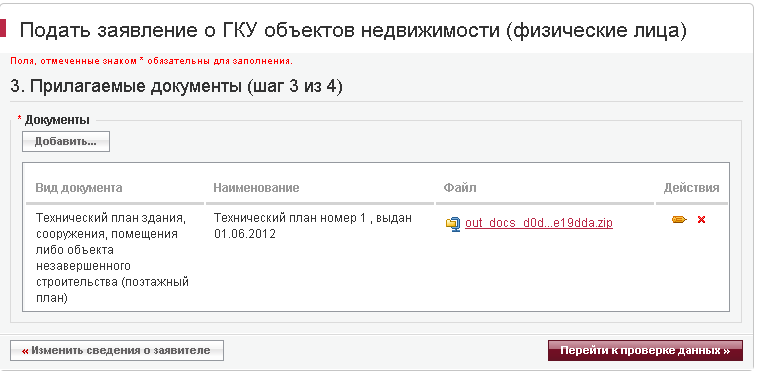 Подать заявление о ГКУ объектов недвижимости (физические лица)
Поля, отмеченные знаком * обязательны для заполнения.
3. Прилагаемые документы (шаг 3 из 4)
* Документы
Добавить...
Вид документа Наименование Файл Действия
Технический план здания, Технический план номер 1 , выдан out_docs_d0d...e19dda.zip
сооружения, помещения 01.06.2012
либо объекта
незавершенного
строительства (поэтажный
план)
« Изменить сведения о заявителе Перейти к проверке данных »